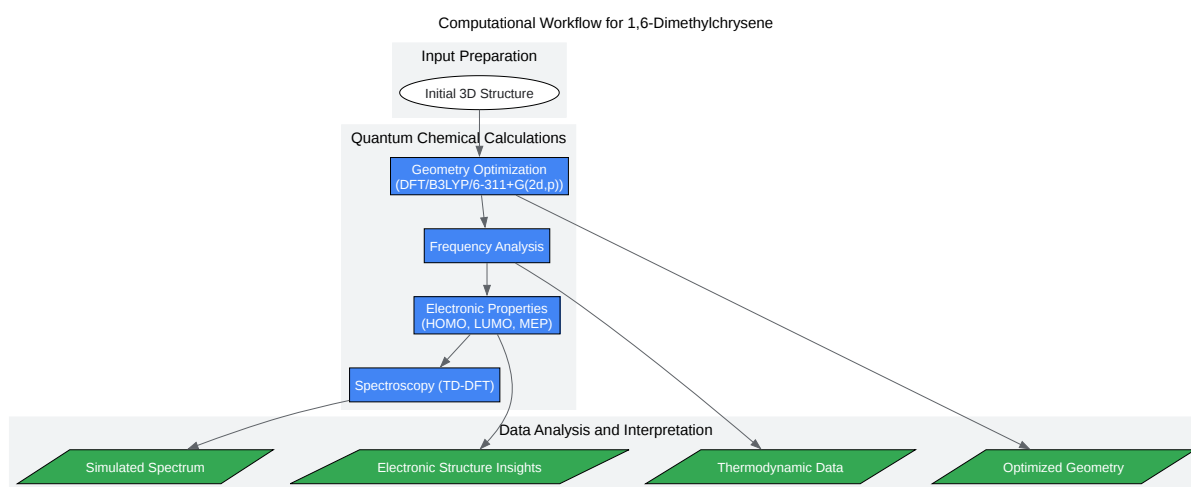 Computational Workflow for 1,6-Dimethylchrysene
Input Preparation
Initial 3D Structure
Quantum Chemical Calculations
Geometry Optimization
(DFT/B3LYP/6-311+G(2d,p))
Frequency Analysis
Electronic Properties
(HOMO, LUMO, MEP)
Spectroscopy (TD-DFT)
Data Analysis and Interpretation
Simulated Spectrum
Electronic Structure Insights
Thermodynamic Data
Optimized Geometry